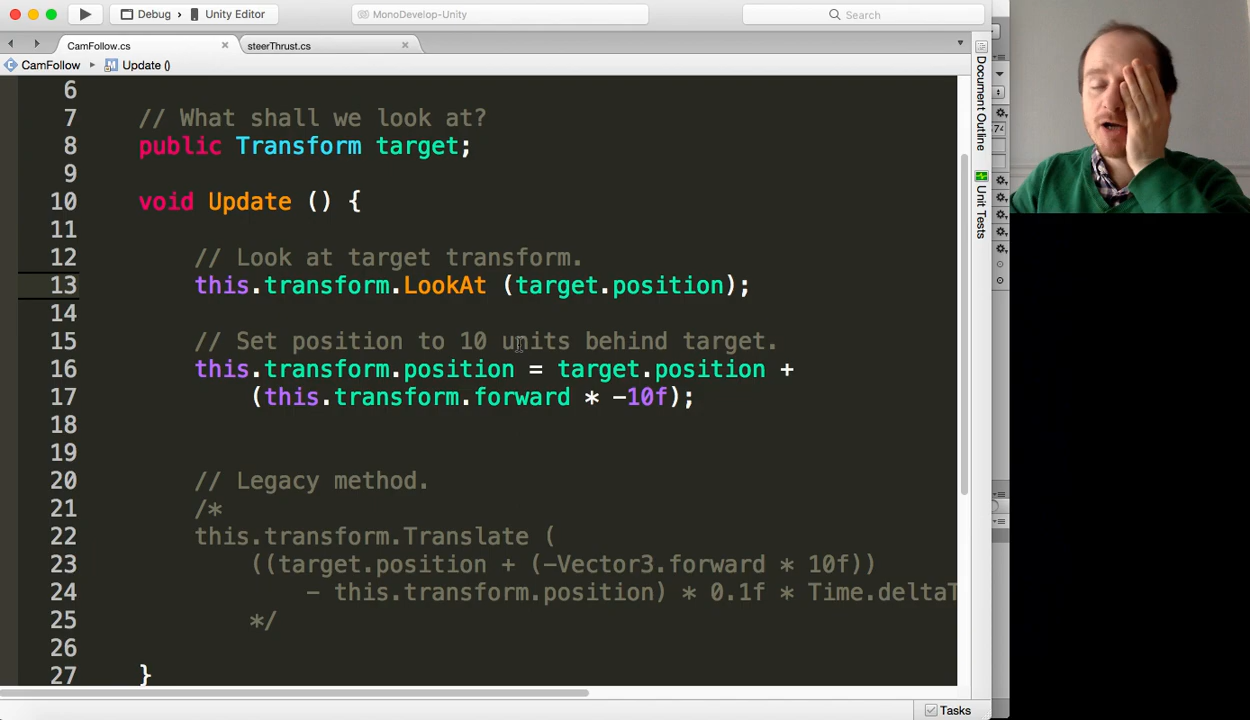 Debug
Unity Editor
MonoDevelop-Unity
Search
CamFollow.cs
steerThrust.cs
CamFollow
Update ()
6
7 // What shall we look at?
8 public Transform target;
9
10 void Update () {
11
12 // Look at target transform.
13 this.transform.LookAt (target.position);
14
15 // Set position to 10 units behind target.
16 this.transform.position = target.position +
17 (this.transform.forward * -10f);
18
19
20 // Legacy method.
21 /*
22 this.transform.Translate (
23 ((target.position + (-Vector3.forward * 10f))
24 - this.transform.position) * 0.1f * Time.deltaT
25 */
26
27 }
Document Outline
Unit Tests
Tasks
74